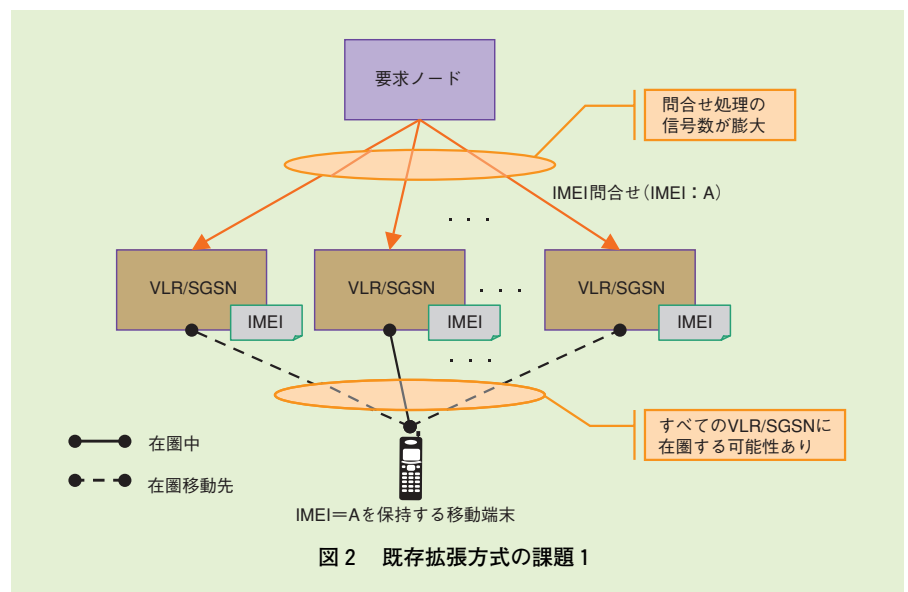 要求ノード
問合せ処理の
信号数が膨大
IMEI問合せ(IMEI：A)
・・・
VLR/SGSN
VLR/SGSN
・・・
VLR/SGSN
IMEI
IMEI
IMEI
・・・
すべてのVLR/SGSNに
在圏する可能性あり
在圏中
在圏移動先
IMEI＝Aを保持する移動端末
図2　既存拡張方式の課題1